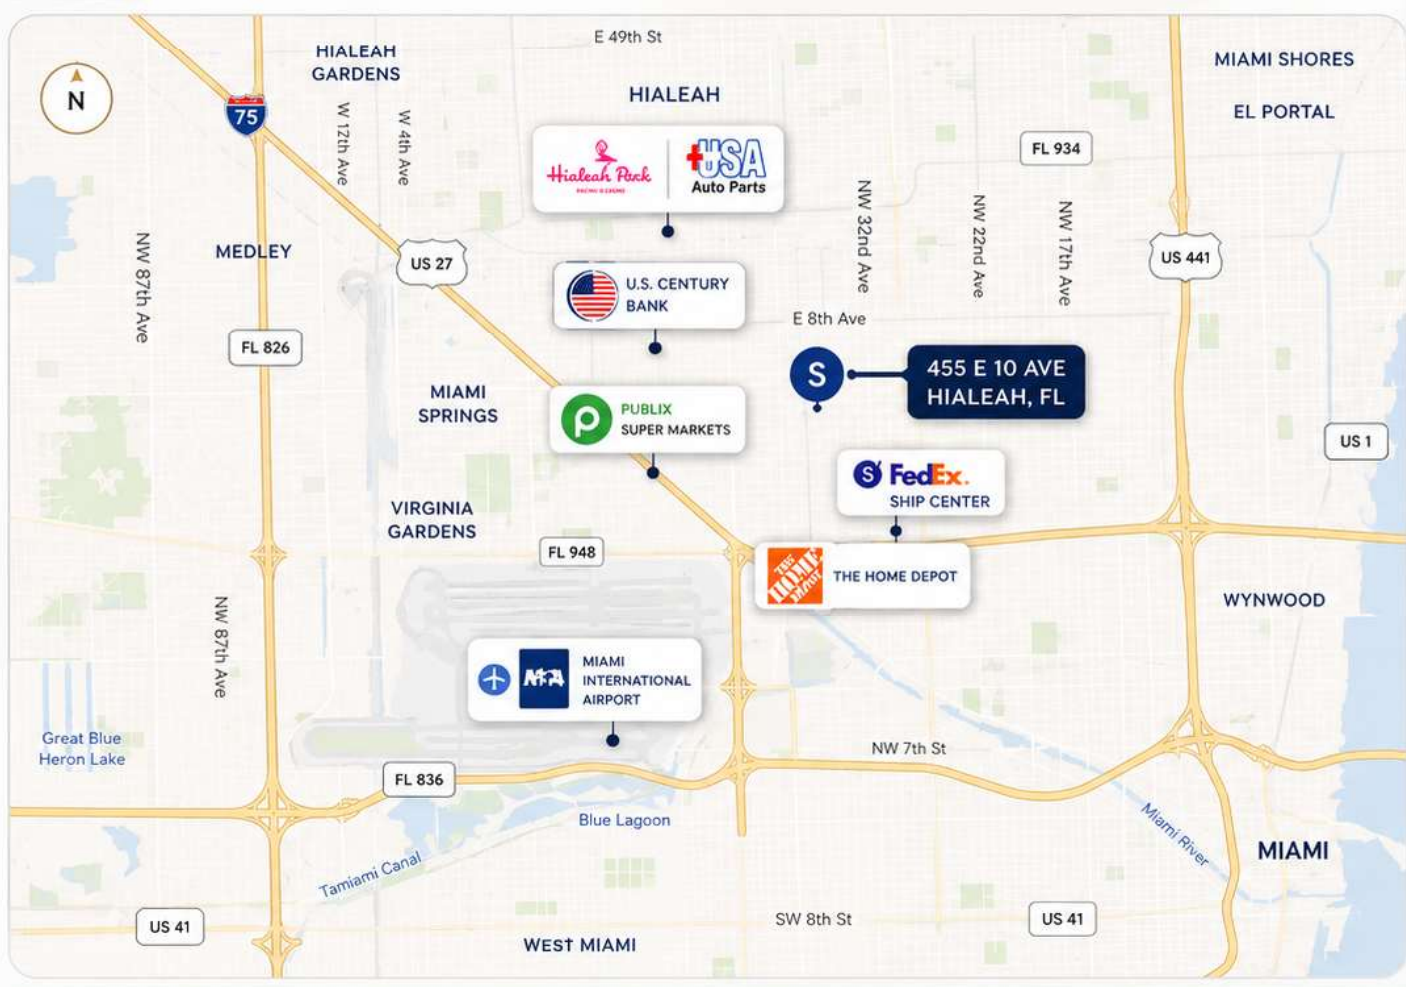 E 49th St
HIALEAH
GARDENS
MIAMI SHORES
N
75
HIALEAH
EL PORTAL
W 12th Ave
W 4th Ave
FL 934
Hialeah Park
RACING & CASINO
USA
Auto Parts
NW 32nd Ave
NW 22nd Ave
NW 17th Ave
NW 87th Ave
MEDLEY
US 27
US 441
U.S. CENTURY
BANK
E 8th Ave
FL 826
S
455 E 10 AVE
HIALEAH, FL
MIAMI
SPRINGS
PUBLIX
SUPER MARKETS
US 1
S
FedEx.
SHIP CENTER
VIRGINIA
GARDENS
FL 948
THE HOME DEPOT
WYNWOOD
NW 87th Ave
MIAMI
INTERNATIONAL
AIRPORT
Great Blue
Heron Lake
NW 7th St
FL 836
Blue Lagoon
Miami River
MIAMI
Tamiami Canal
US 41
SW 8th St
US 41
WEST MIAMI